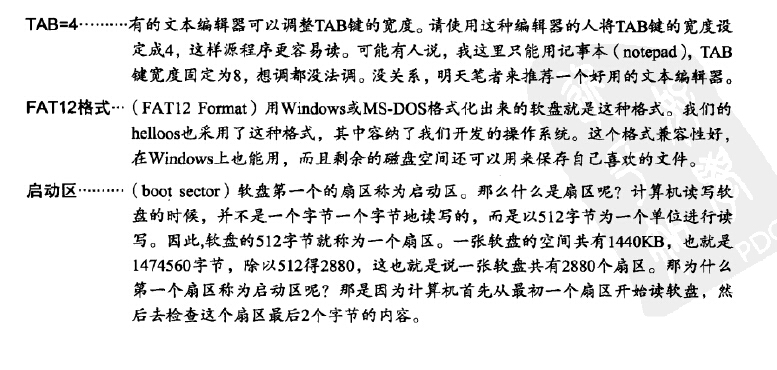 TAB=4··········有的文本编辑器可以调整TAB键的宽度。请使用这种编辑器的人将TAB键的宽度设
定成4，这样源程序更容易读。可能有人说，我这里只能用记事本（notepad），TAB
键宽度固定为8，想调都没法调。没关系，明天笔者来推荐一个好用的文本编辑器。
FAT12格式···（FAT12 Format）用Windows或MS-DOS格式化出来的软盘就是这种格式。我们的
helloos也采用了这种格式，其中容纳了我们开发的操作系统。这个格式兼容性好，
在Windows上也能用，而且剩余的磁盘空间还可以用来保存自己喜欢的文件。
启动区··········（boot sector）软盘第一个的扇区称为启动区。那么什么是扇区呢？计算机读写软
盘的时候，并不是一个字节一个字节地读写的，而是以512字节为一个单位进行读
写。因此,软盘的512字节就称为一个扇区。一张软盘的空间共有1440KB，也就是
1474560字节，除以512得2880，这也就是说一张软盘共有2880个扇区。那为什么
第一个扇区称为启动区呢？那是因为计算机首先从最初一个扇区开始读软盘，然
后去检查这个扇区最后2个字节的内容。